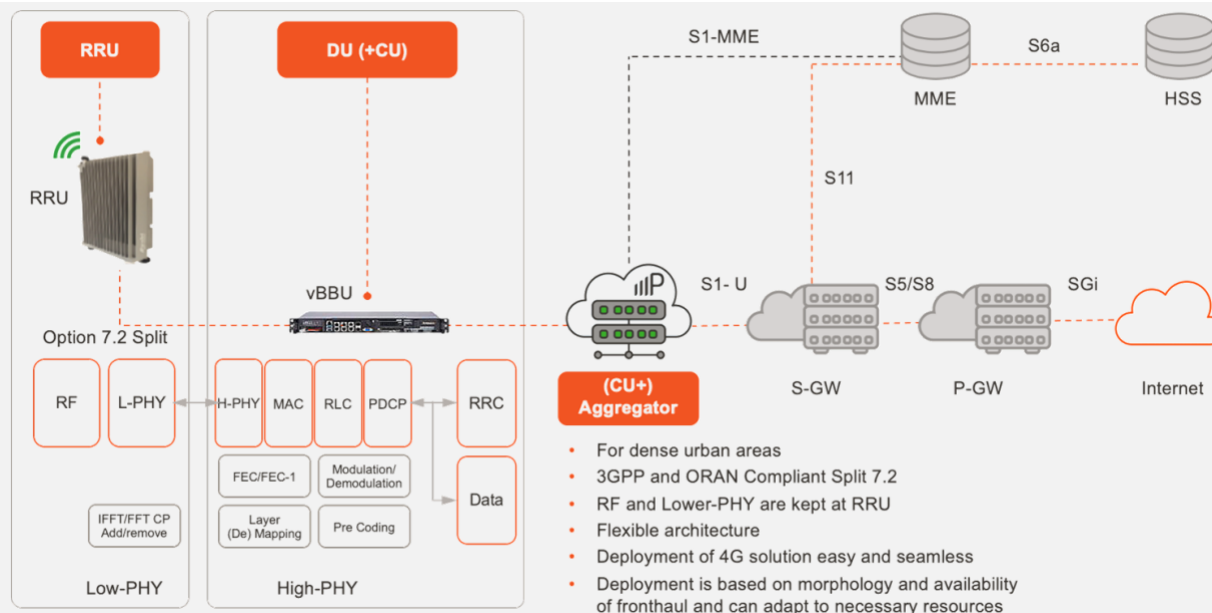 RRU
DU (+CU)
S1-MME
S6a
MME
HSS
RRU
S11
vBBU
S1- U
S5/S8
SGi
Option 7.2 Split
RF
L-PHY
H-PHY
MAC
RLC
PDCP
RRC
(CU+)
Aggregator
S-GW
P-GW
Internet
FEC/FEC-1
Modulation/
Demodulation
Data
IFFT/FFT CP
Add/remove
Layer
(De) Mapping
Pre Coding
Low-PHY
High-PHY
• For dense urban areas
• 3GPP and ORAN Compliant Split 7.2
• RF and Lower-PHY are kept at RRU
• Flexible architecture
• Deployment of 4G solution easy and seamless
• Deployment is based on morphology and availability
of fronthaul and can adapt to necessary resources